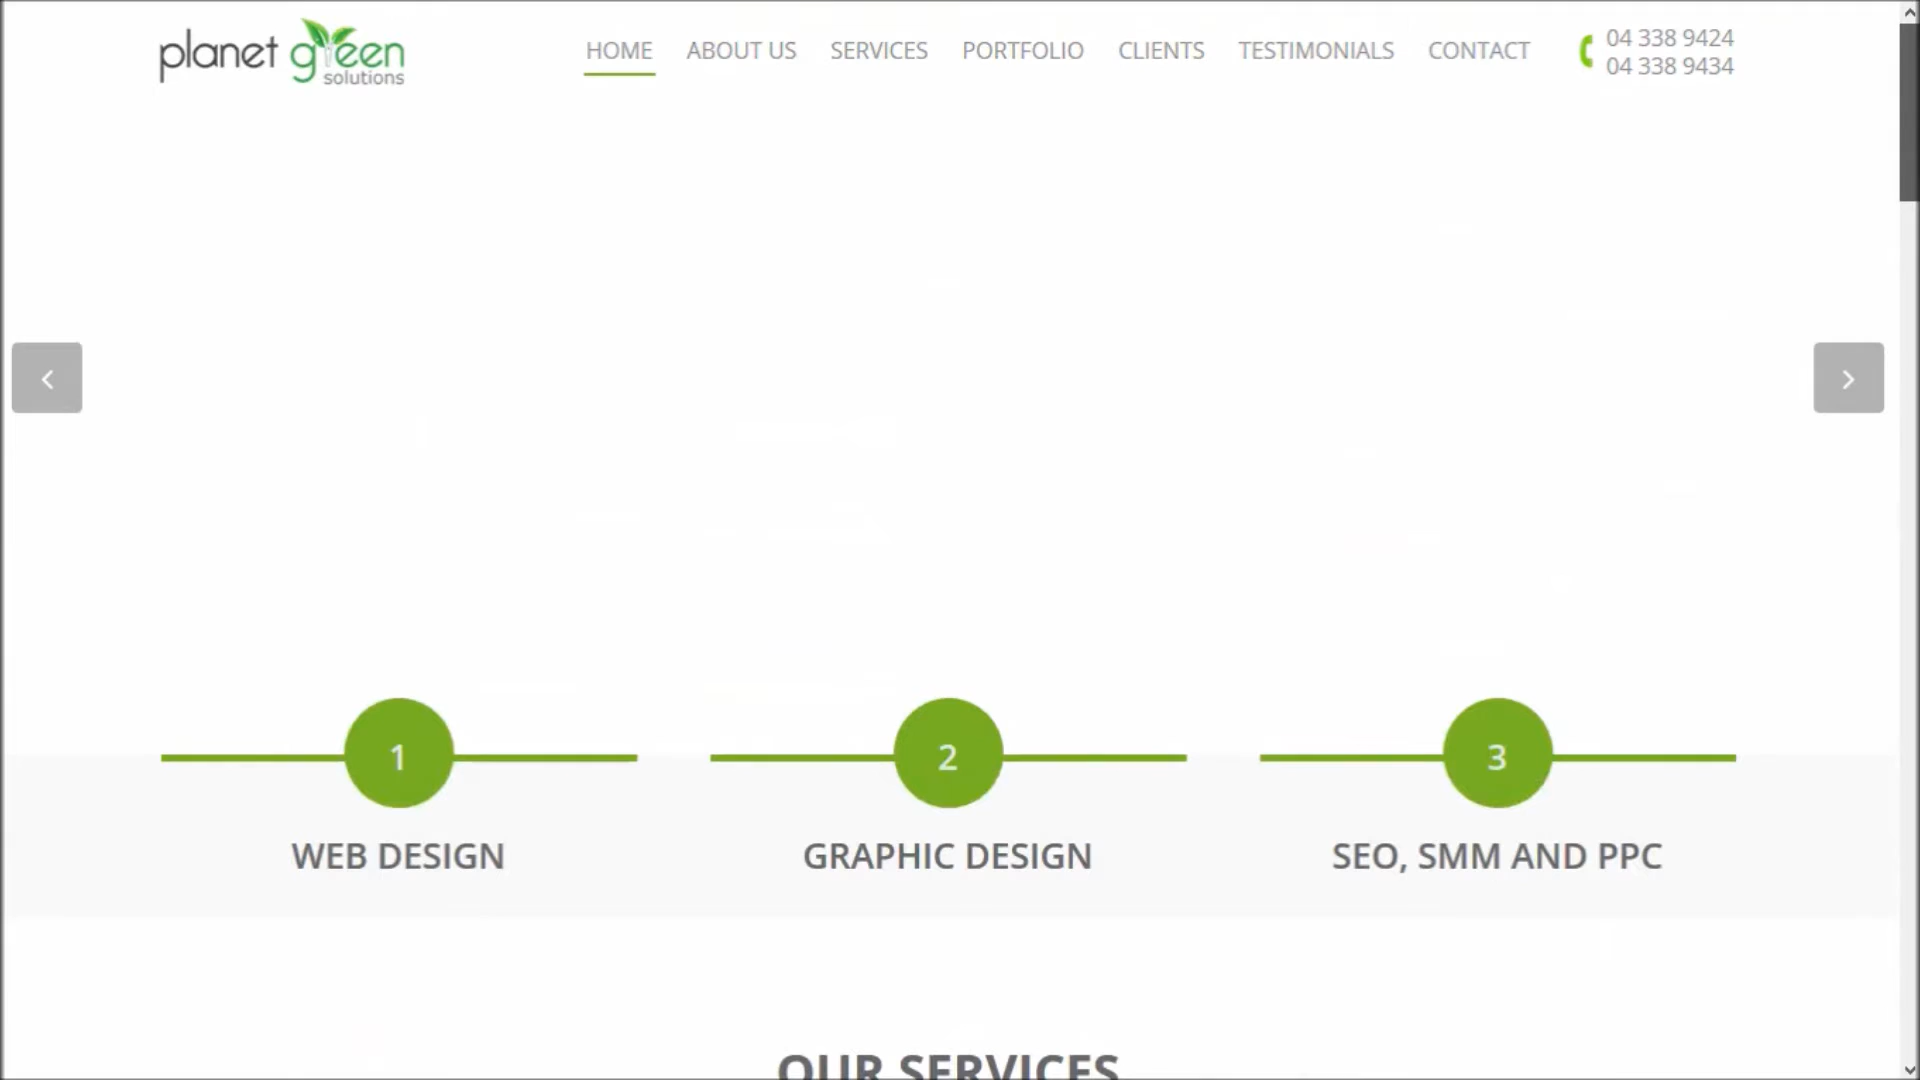 planet green
solutions
HOME ABOUT US SERVICES PORTFOLIO CLIENTS TESTIMONIALS CONTACT
04 338 9424
04 338 9434
1 2 3
WEB DESIGN GRAPHIC DESIGN SEO, SMM AND PPC
OUR SERVICES